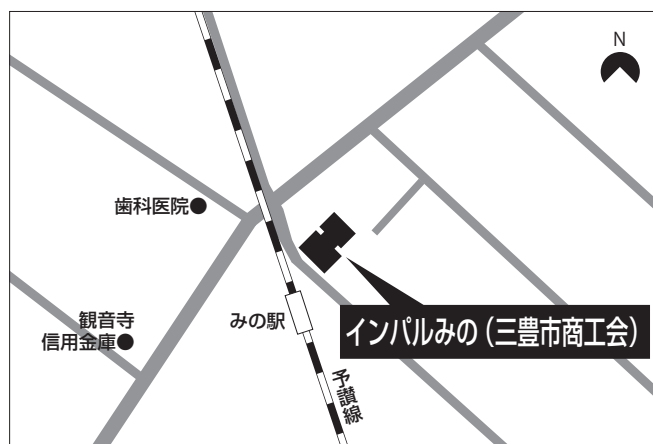 N
歯科医院●
観音寺
信用金庫●
みの駅
インパルみの（三豊市商工会）
予讃線